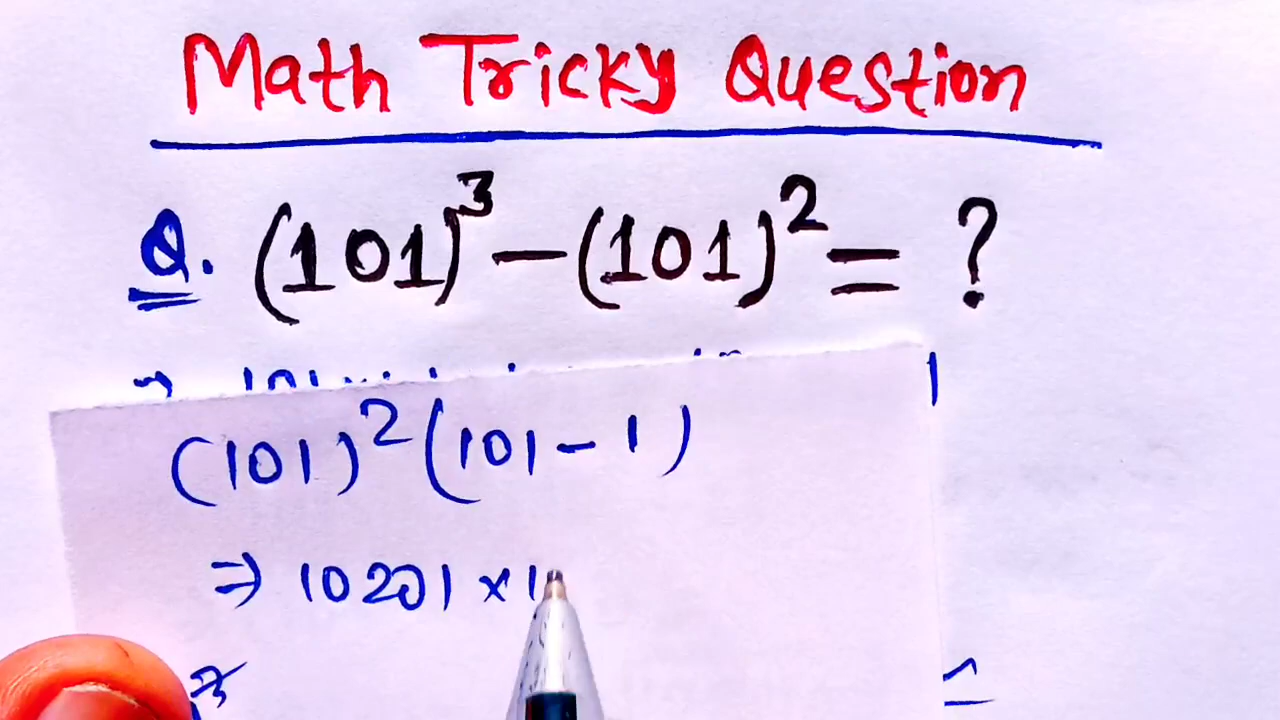 Math Tricky Question
Q. (101)³ - (101)² = ?
(101)² (101 - 1)
⇒ 10201 × 1